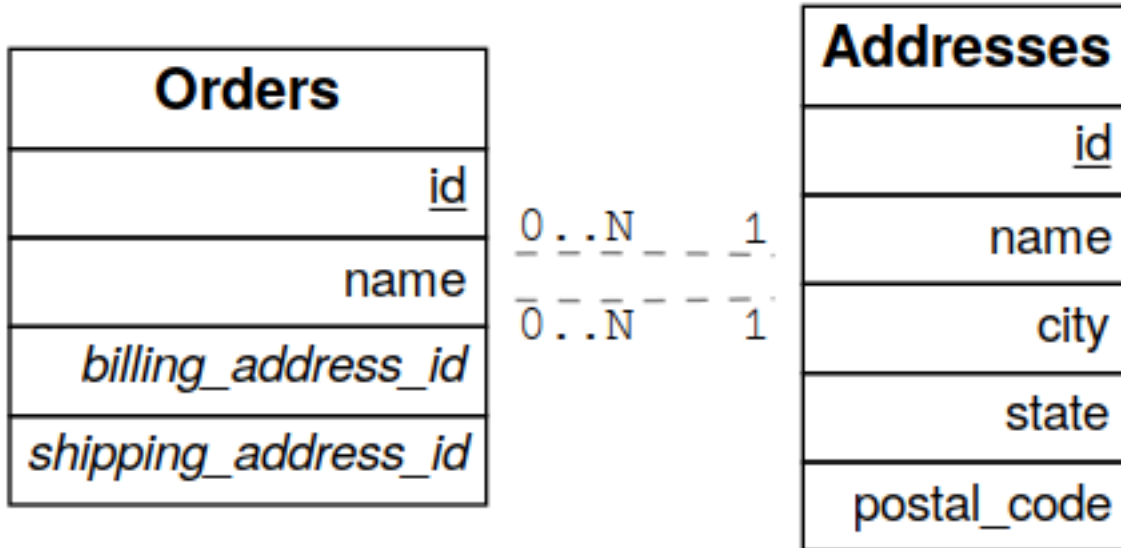 Orders
id
name
billing_address_id
shipping_address_id
0..N 1
0..N 1
Addresses
id
name
city
state
postal_code